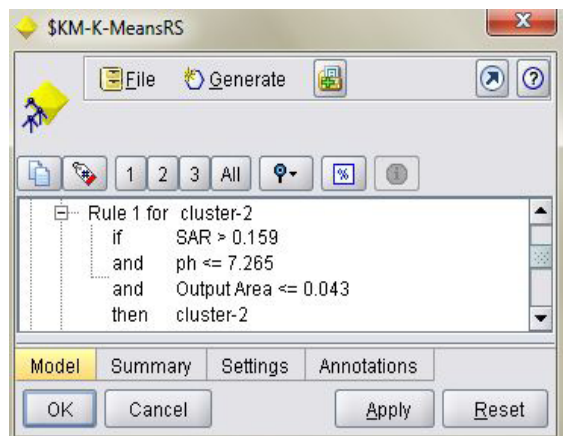 $KM-K-MeansRS
File Generate
1 2 3 All %
Rule 1 for cluster-2
if SAR > 0.159
and ph <= 7.265
and Output Area <= 0.043
then cluster-2
Model Summary Settings Annotations
OK Cancel Apply Reset